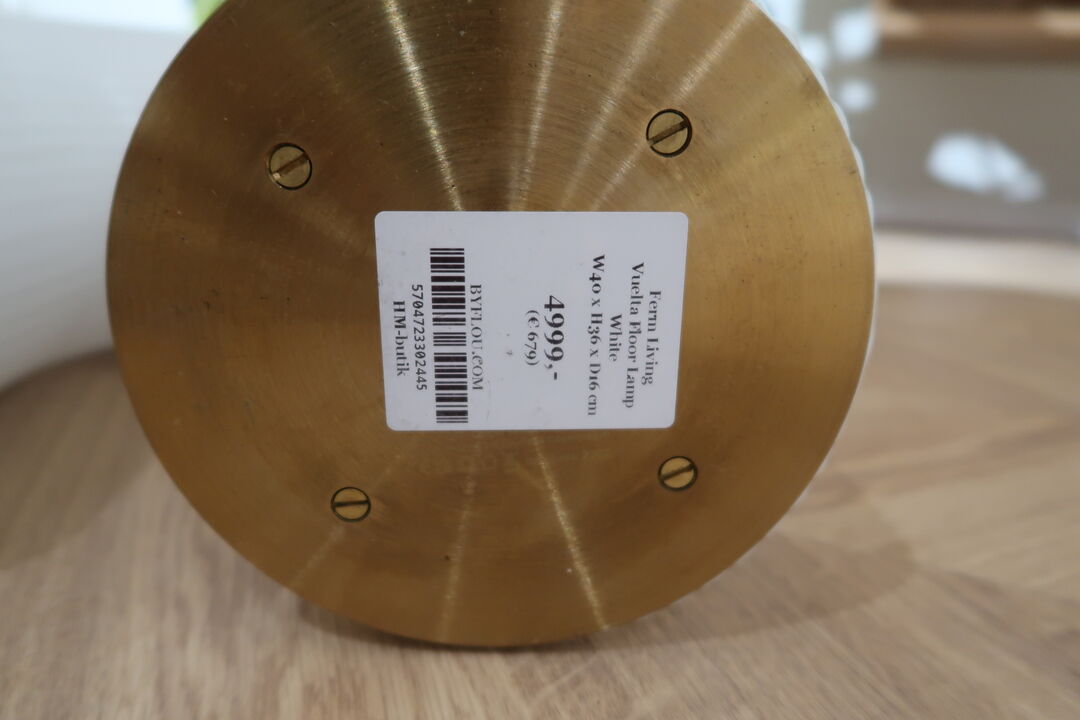 Ferm Living
Vuelta Floor Lamp
White
W40 x H36 x D16 cm
4999,-
(€ 679)
BYFLOU.COM
5704723302445
HM-butik